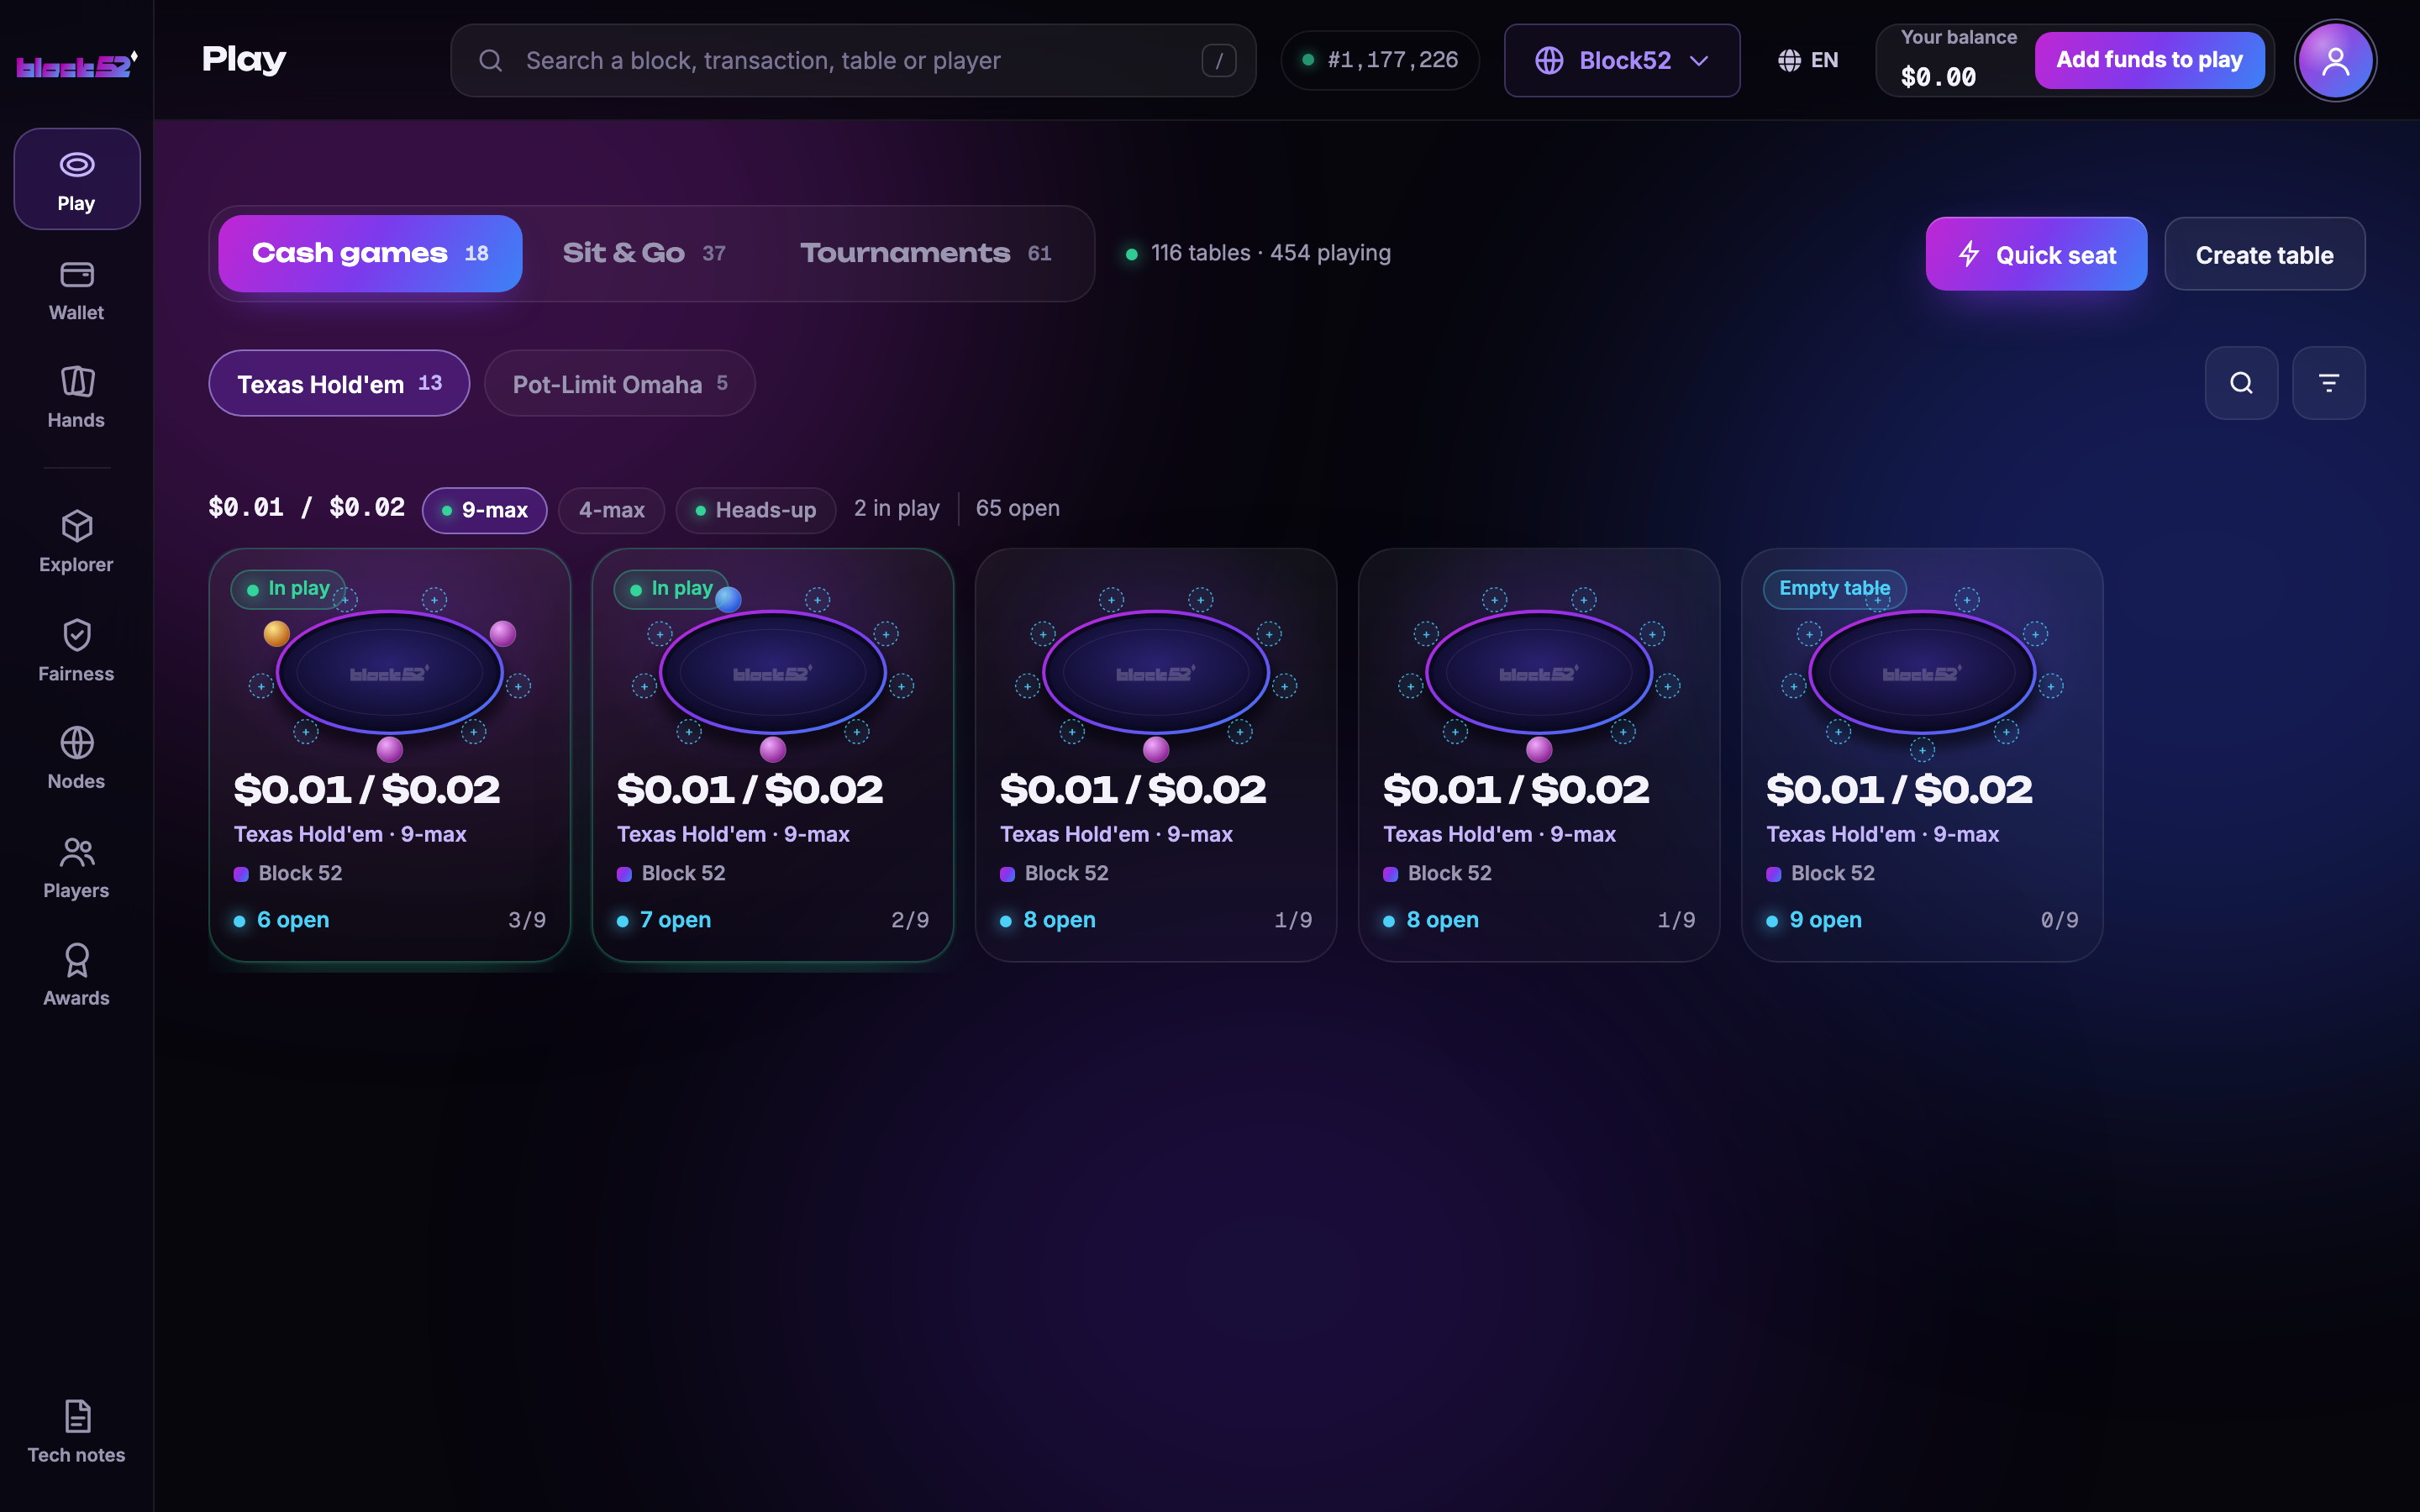 block52
Play
Search a block, transaction, table or player
/
#1,177,226
Block52
EN
Your balance
$0.00
Add funds to play
Play
Wallet
Hands
Explorer
Fairness
Nodes
Players
Awards
Tech notes
Cash games 18
Sit & Go 37
Tournaments 61
116 tables · 454 playing
Quick seat
Create table
Texas Hold'em 13
Pot-Limit Omaha 5
$0.01 / $0.02
9-max
4-max
Heads-up
2 in play
65 open
In play
block52
$0.01 / $0.02
Texas Hold'em · 9-max
Block 52
6 open
3/9
In play
block52
$0.01 / $0.02
Texas Hold'em · 9-max
Block 52
7 open
2/9
block52
$0.01 / $0.02
Texas Hold'em · 9-max
Block 52
8 open
1/9
block52
$0.01 / $0.02
Texas Hold'em · 9-max
Block 52
8 open
1/9
Empty table
block52
$0.01 / $0.02
Texas Hold'em · 9-max
Block 52
9 open
0/9